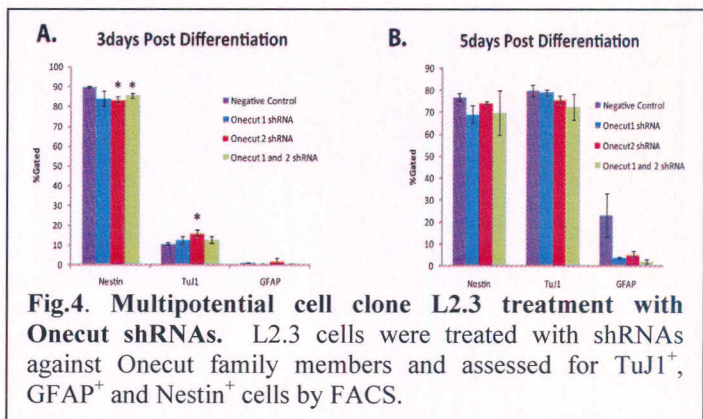 A.
3days Post Differentiation
100
90
80
70
60
50
40
30
20
10
0
%Gated
* *
*
Negative Control
Onecut 1 shRNA
Onecut2 shRNA
Onecut 1 and 2 shRNA
Nestin TuJ1 GFAP
B.
5days Post Differentiation
90
80
70
60
50
40
30
20
10
0
%Gated
Negative Control
Onecut1 shRNA
Onecut2 shRNA
Onecut 1 and 2 shRNA
Nestin TuJ1 GFAP
Fig.4. Multipotential cell clone L2.3 treatment with
Onecut shRNAs. L2.3 cells were treated with shRNAs
against Onecut family members and assessed for TuJ1⁺,
GFAP⁺ and Nestin⁺ cells by FACS.